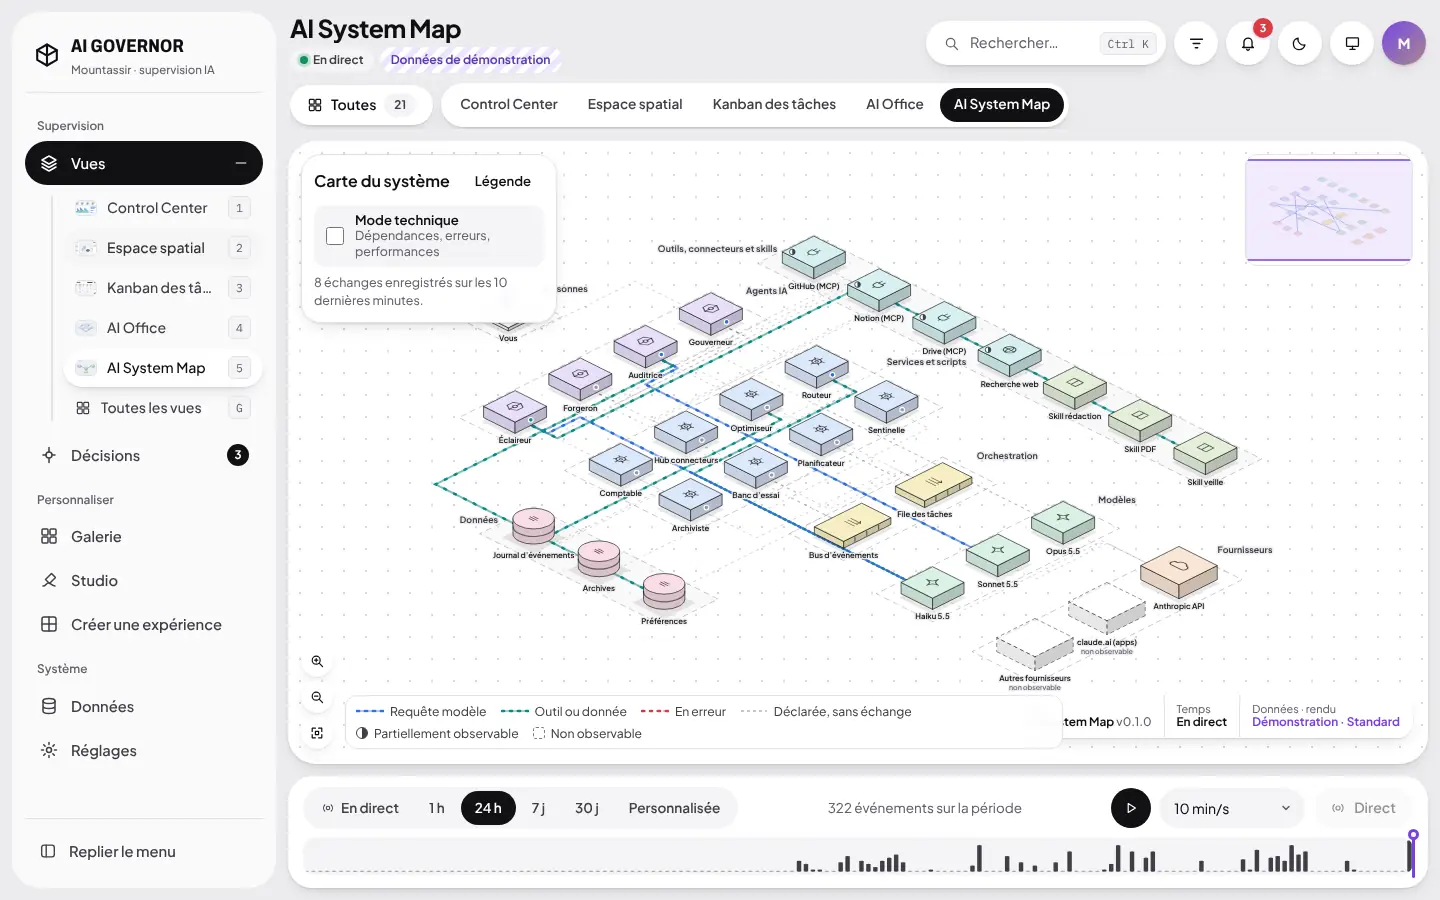 AI GOVERNOR
Mountassir · supervision IA
Supervision
Vues
Control Center 1
Espace spatial 2
Kanban des tâ... 3
AI Office 4
AI System Map 5
Toutes les vues G
Décisions 3
Personnaliser
Galerie
Studio
Créer une expérience
Système
Données
Réglages
Replier le menu
AI System Map
En direct
Données de démonstration
Rechercher...
Ctrl K
3
M
Toutes 21
Control Center
Espace spatial
Kanban des tâches
AI Office
AI System Map
Carte du système
Légende
Mode technique
Dépendances, erreurs,
performances
8 échanges enregistrés sur les 10
dernières minutes.
sonnes
Vous
Outils, connecteurs et skills
GitHub (MCP)
Agents IA
Notion (MCP)
Gouverneur
Drive (MCP)
Services et scripts
Auditrice
Recherche web
Routeur
Forgeron
Skill rédaction
Optimiseur
Sentinelle
Éclaireur
Skill PDF
Hub connecteurs
Planificateur
Orchestration
Skill veille
Comptable
Banc d'essai
Modèles
File des tâches
Données
Archiviste
Journal d'événements
Bus d'événements
Opus 5.5
Fournisseurs
Archives
Sonnet 5.5
Anthropic API
Préférences
Haiku 5.5
claude.ai (apps)
non observable
Autres fournisseurs
non observable
Requête modèle
Outil ou donnée
En erreur
Déclarée, sans échange
Partiellement observable
Non observable
tem Map v0.1.0
Temps
En direct
Données · rendu
Démonstration · Standard
En direct
1 h
24 h
7 j
30 j
Personnalisée
322 événements sur la période
10 min/s
Direct